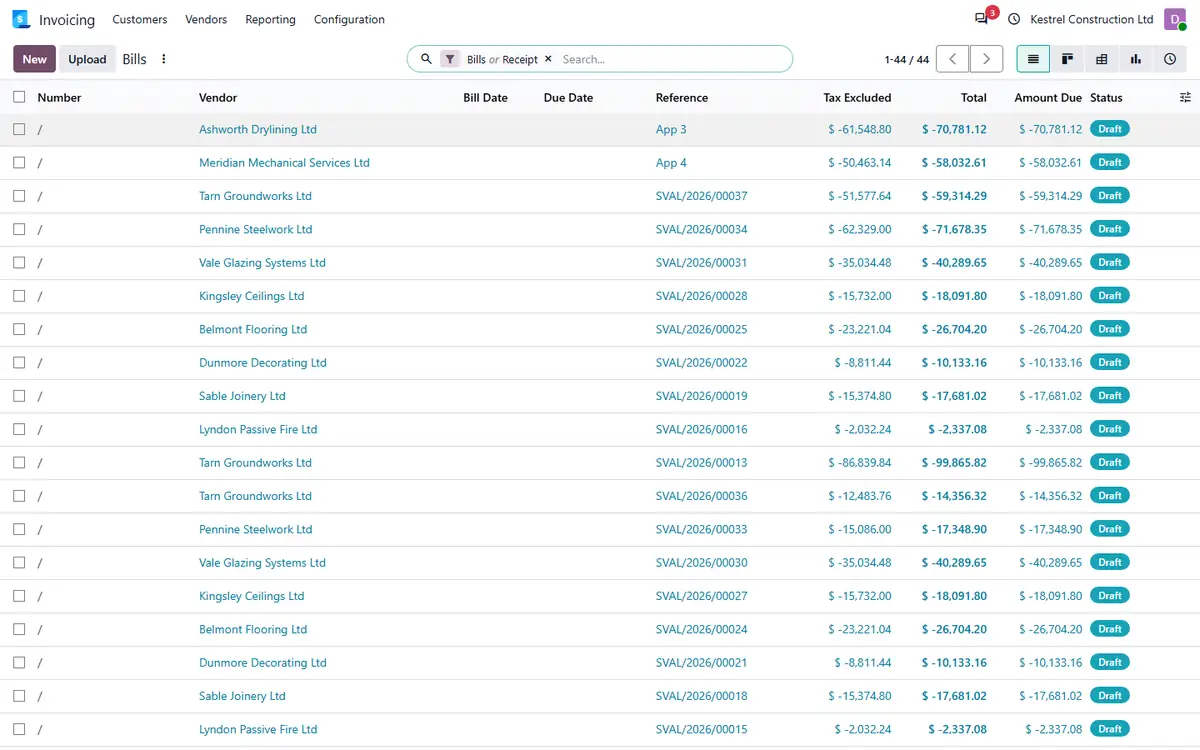 Invoicing Customers Vendors Reporting Configuration 3 Kestrel Construction Ltd D
New Upload Bills Bills or Receipt Search... 1-44 / 44
Number Vendor Bill Date Due Date Reference Tax Excluded Total Amount Due Status
/ Ashworth Drylining Ltd App 3 $ -61,548.80 $ -70,781.12 $ -70,781.12 Draft
/ Meridian Mechanical Services Ltd App 4 $ -50,463.14 $ -58,032.61 $ -58,032.61 Draft
/ Tarn Groundworks Ltd SVAL/2026/00037 $ -51,577.64 $ -59,314.29 $ -59,314.29 Draft
/ Pennine Steelwork Ltd SVAL/2026/00034 $ -62,329.00 $ -71,678.35 $ -71,678.35 Draft
/ Vale Glazing Systems Ltd SVAL/2026/00031 $ -35,034.48 $ -40,289.65 $ -40,289.65 Draft
/ Kingsley Ceilings Ltd SVAL/2026/00028 $ -15,732.00 $ -18,091.80 $ -18,091.80 Draft
/ Belmont Flooring Ltd SVAL/2026/00025 $ -23,221.04 $ -26,704.20 $ -26,704.20 Draft
/ Dunmore Decorating Ltd SVAL/2026/00022 $ -8,811.44 $ -10,133.16 $ -10,133.16 Draft
/ Sable Joinery Ltd SVAL/2026/00019 $ -15,374.80 $ -17,681.02 $ -17,681.02 Draft
/ Lyndon Passive Fire Ltd SVAL/2026/00016 $ -2,032.24 $ -2,337.08 $ -2,337.08 Draft
/ Tarn Groundworks Ltd SVAL/2026/00013 $ -86,839.84 $ -99,865.82 $ -99,865.82 Draft
/ Tarn Groundworks Ltd SVAL/2026/00036 $ -12,483.76 $ -14,356.32 $ -14,356.32 Draft
/ Pennine Steelwork Ltd SVAL/2026/00033 $ -15,086.00 $ -17,348.90 $ -17,348.90 Draft
/ Vale Glazing Systems Ltd SVAL/2026/00030 $ -35,034.48 $ -40,289.65 $ -40,289.65 Draft
/ Kingsley Ceilings Ltd SVAL/2026/00027 $ -15,732.00 $ -18,091.80 $ -18,091.80 Draft
/ Belmont Flooring Ltd SVAL/2026/00024 $ -23,221.04 $ -26,704.20 $ -26,704.20 Draft
/ Dunmore Decorating Ltd SVAL/2026/00021 $ -8,811.44 $ -10,133.16 $ -10,133.16 Draft
/ Sable Joinery Ltd SVAL/2026/00018 $ -15,374.80 $ -17,681.02 $ -17,681.02 Draft
/ Lyndon Passive Fire Ltd SVAL/2026/00015 $ -2,032.24 $ -2,337.08 $ -2,337.08 Draft